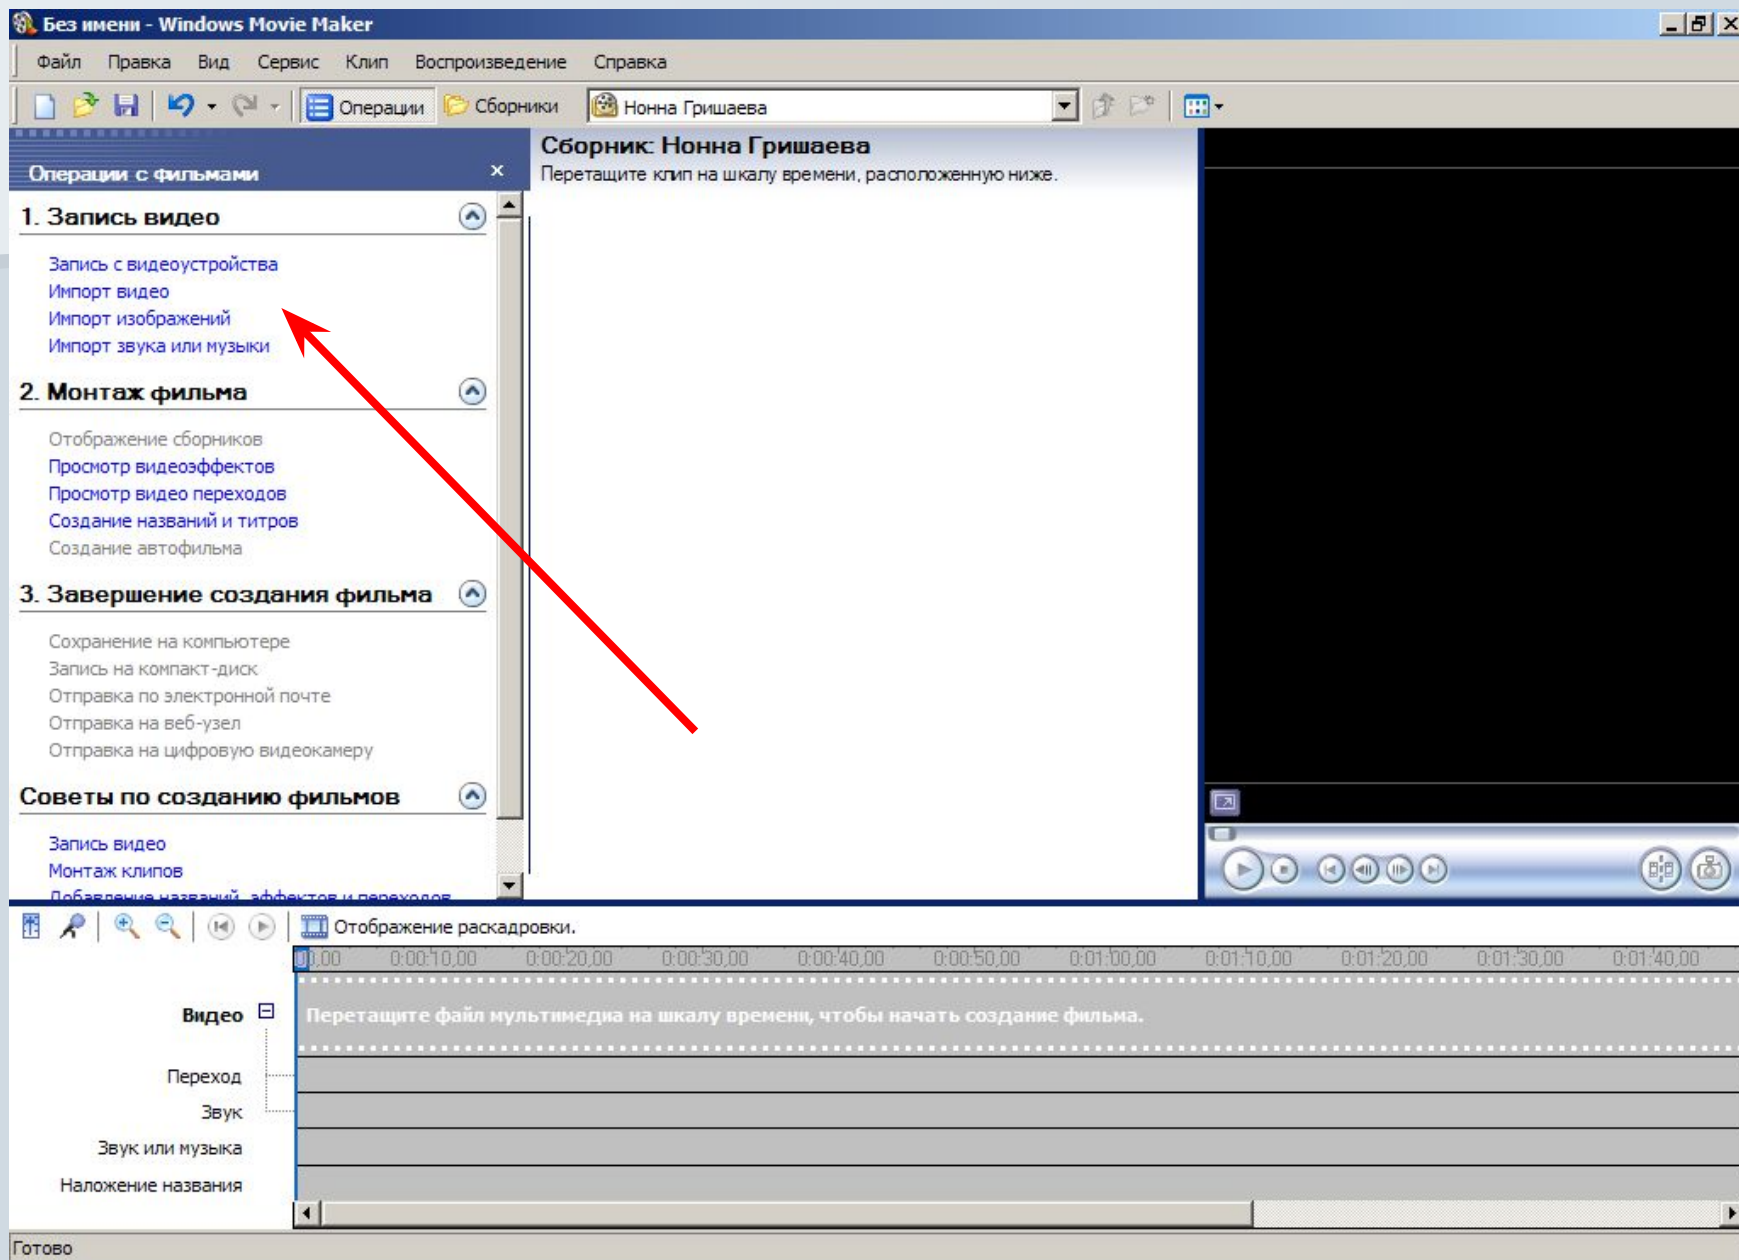 Без имени - Windows Movie Maker
Файл Правка Вид Сервис Клип Воспроизведение Справка
Операции Сборники Нонна Гришаева
Операции с фильмами
1. Запись видео
Запись с видеоустройства
Импорт видео
Импорт изображений
Импорт звука или музыки
2. Монтаж фильма
Отображение сборников
Просмотр видеоэффектов
Просмотр видео переходов
Создание названий и титров
Создание автофильма
3. Завершение создания фильма
Сохранение на компьютере
Запись на компакт-диск
Отправка по электронной почте
Отправка на веб-узел
Отправка на цифровую видеокамеру
Советы по созданию фильмов
Запись видео
Монтаж клипов
Добавление названий, эффектов и переходов
Сборник: Нонна Гришаева
Перетащите клип на шкалу времени, расположенную ниже.
Отображение раскадровки.
0,00 0:00:10,00 0:00:20,00 0:00:30,00 0:00:40,00 0:00:50,00 0:01:00,00 0:01:10,00 0:01:20,00 0:01:30,00 0:01:40,00
Видео
Перетащите файл мультимедиа на шкалу времени, чтобы начать создание фильма.
Переход
Звук
Звук или музыка
Наложение названия
Готово